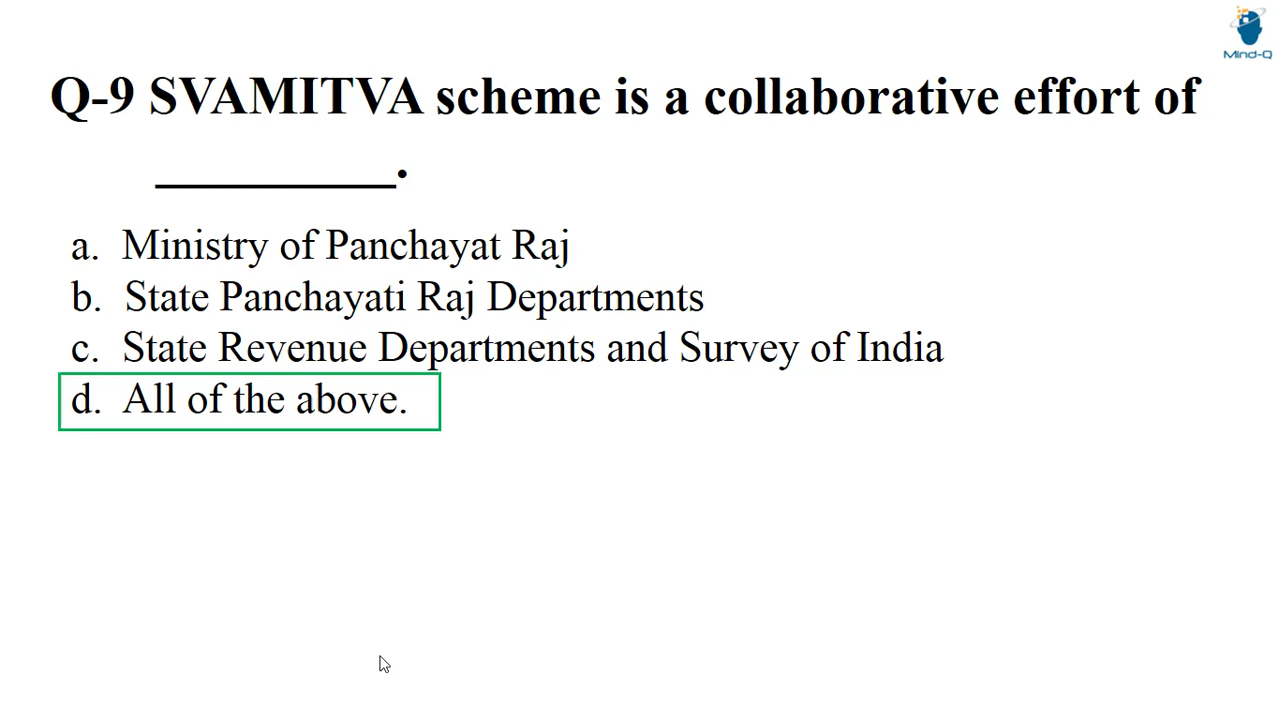 Mind-Q
Q-9 SVAMITVA scheme is a collaborative effort of
_________.
a. Ministry of Panchayat Raj
b. State Panchayati Raj Departments
c. State Revenue Departments and Survey of India
d. All of the above.